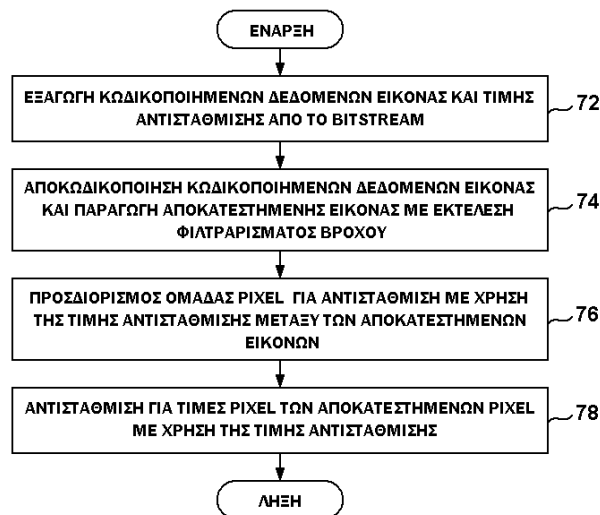 ΕΝΑΡΞΗ
ΕΞΑΓΩΓΗ ΚΩΔΙΚΟΠΟΙΗΜΕΝΩΝ ΔΕΔΟΜΕΝΩΝ ΕΙΚΟΝΑΣ ΚΑΙ ΤΙΜΗΣ
ΑΝΤΙΣΤΑΘΜΙΣΗΣ ΑΠΟ ΤΟ BITSTREAM
72
ΑΠΟΚΩΔΙΚΟΠΟΙΗΣΗ ΚΩΔΙΚΟΠΟΙΗΜΕΝΩΝ ΔΕΔΟΜΕΝΩΝ ΕΙΚΟΝΑΣ
ΚΑΙ ΠΑΡΑΓΩΓΗ ΑΠΟΚΑΤΕΣΤΗΜΕΝΗΣ ΕΙΚΟΝΑΣ ΜΕ ΕΚΤΕΛΕΣΗ
ΦΙΛΤΡΑΡΙΣΜΑΤΟΣ ΒΡΟΧΟΥ
74
ΠΡΟΣΔΙΟΡΙΣΜΟΣ ΟΜΑΔΑΣ PIXEL ΓΙΑ ΑΝΤΙΣΤΑΘΜΙΣΗ ΜΕ ΧΡΗΣΗ
ΤΗΣ ΤΙΜΗΣ ΑΝΤΙΣΤΑΘΜΙΣΗΣ ΜΕΤΑΞΥ ΤΩΝ ΑΠΟΚΑΤΕΣΤΗΜΕΝΩΝ
ΕΙΚΟΝΩΝ
76
ΑΝΤΙΣΤΑΘΜΙΣΗ ΓΙΑ ΤΙΜΕΣ PIXEL ΤΩΝ ΑΠΟΚΑΤΕΣΤΗΜΕΝΩΝ PIXEL
ΜΕ ΧΡΗΣΗ ΤΗΣ ΤΙΜΗΣ ΑΝΤΙΣΤΑΘΜΙΣΗΣ
78
ΛΗΞΗ